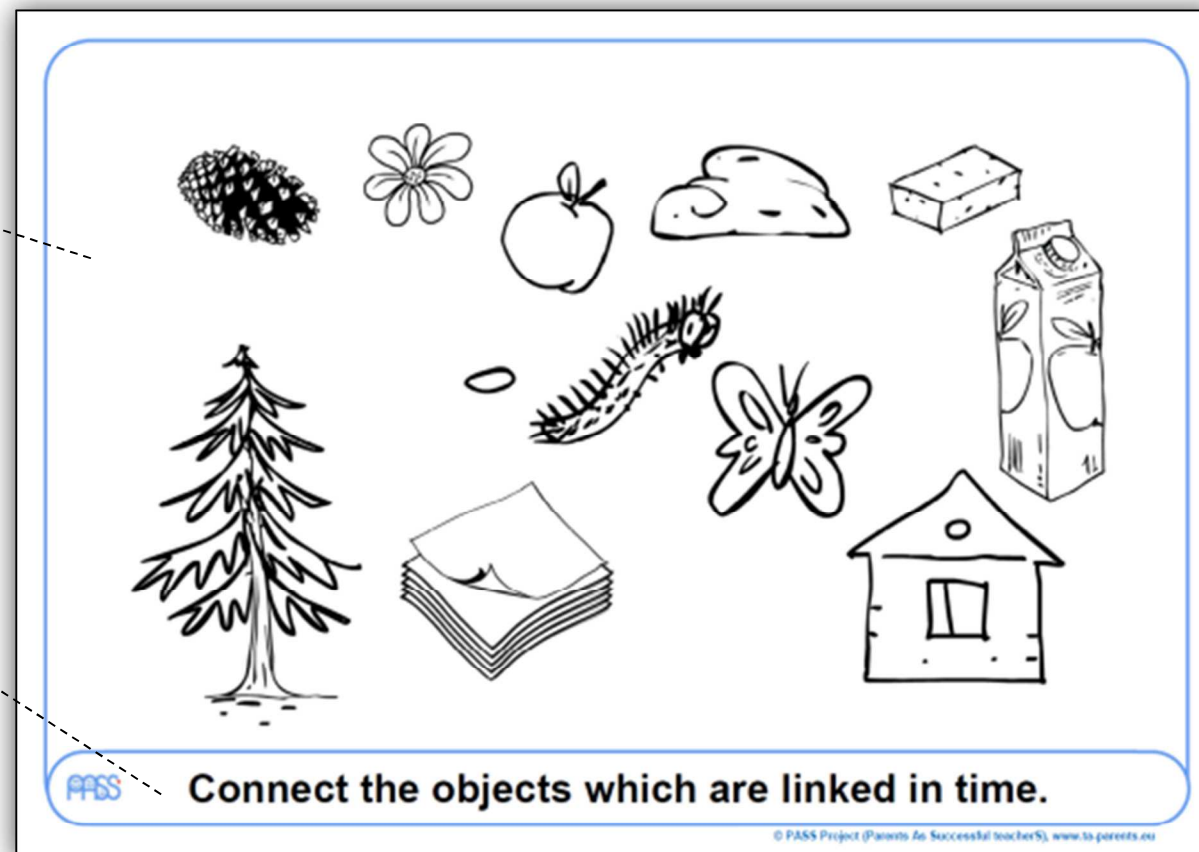 1L
PASS
Connect the objects which are linked in time.
© PASS Project (Parents As Successful teacherS), www.ta-parents.eu